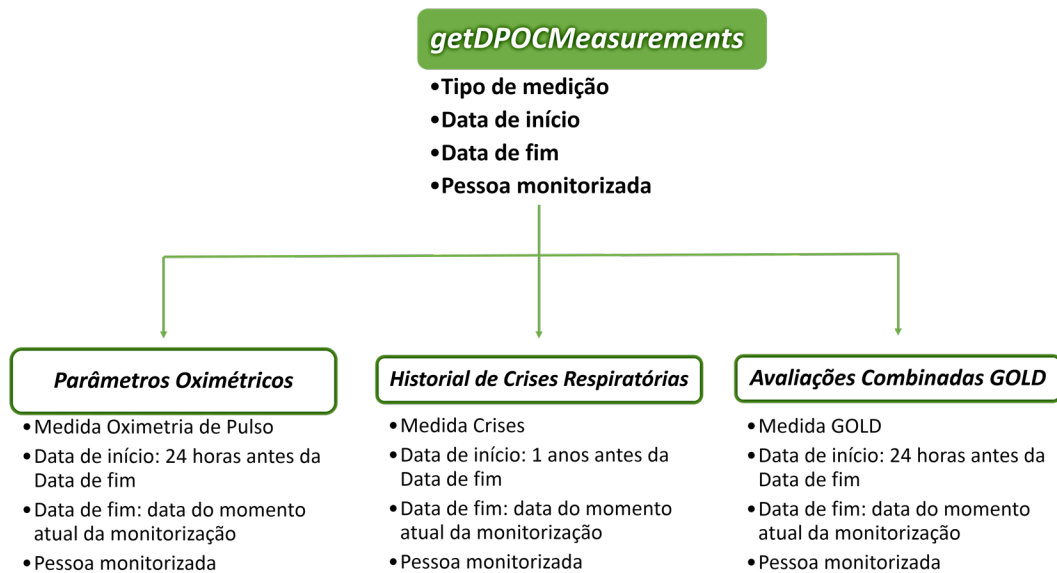 getDPOCMeasurements
•Tipo de medição
•Data de início
•Data de fim
•Pessoa monitorizada
Parâmetros Oximétricos
•Medida Oximetria de Pulso
•Data de início: 24 horas antes da
Data de fim
•Data de fim: data do momento
atual da monitorização
•Pessoa monitorizada
Historial de Crises Respiratórias
•Medida Crises
•Data de início: 1 anos antes da
Data de fim
•Data de fim: data do momento
atual da monitorização
•Pessoa monitorizada
Avaliações Combinadas GOLD
•Medida GOLD
•Data de início: 24 horas antes da
Data de fim
•Data de fim: data do momento
atual da monitorização
•Pessoa monitorizada